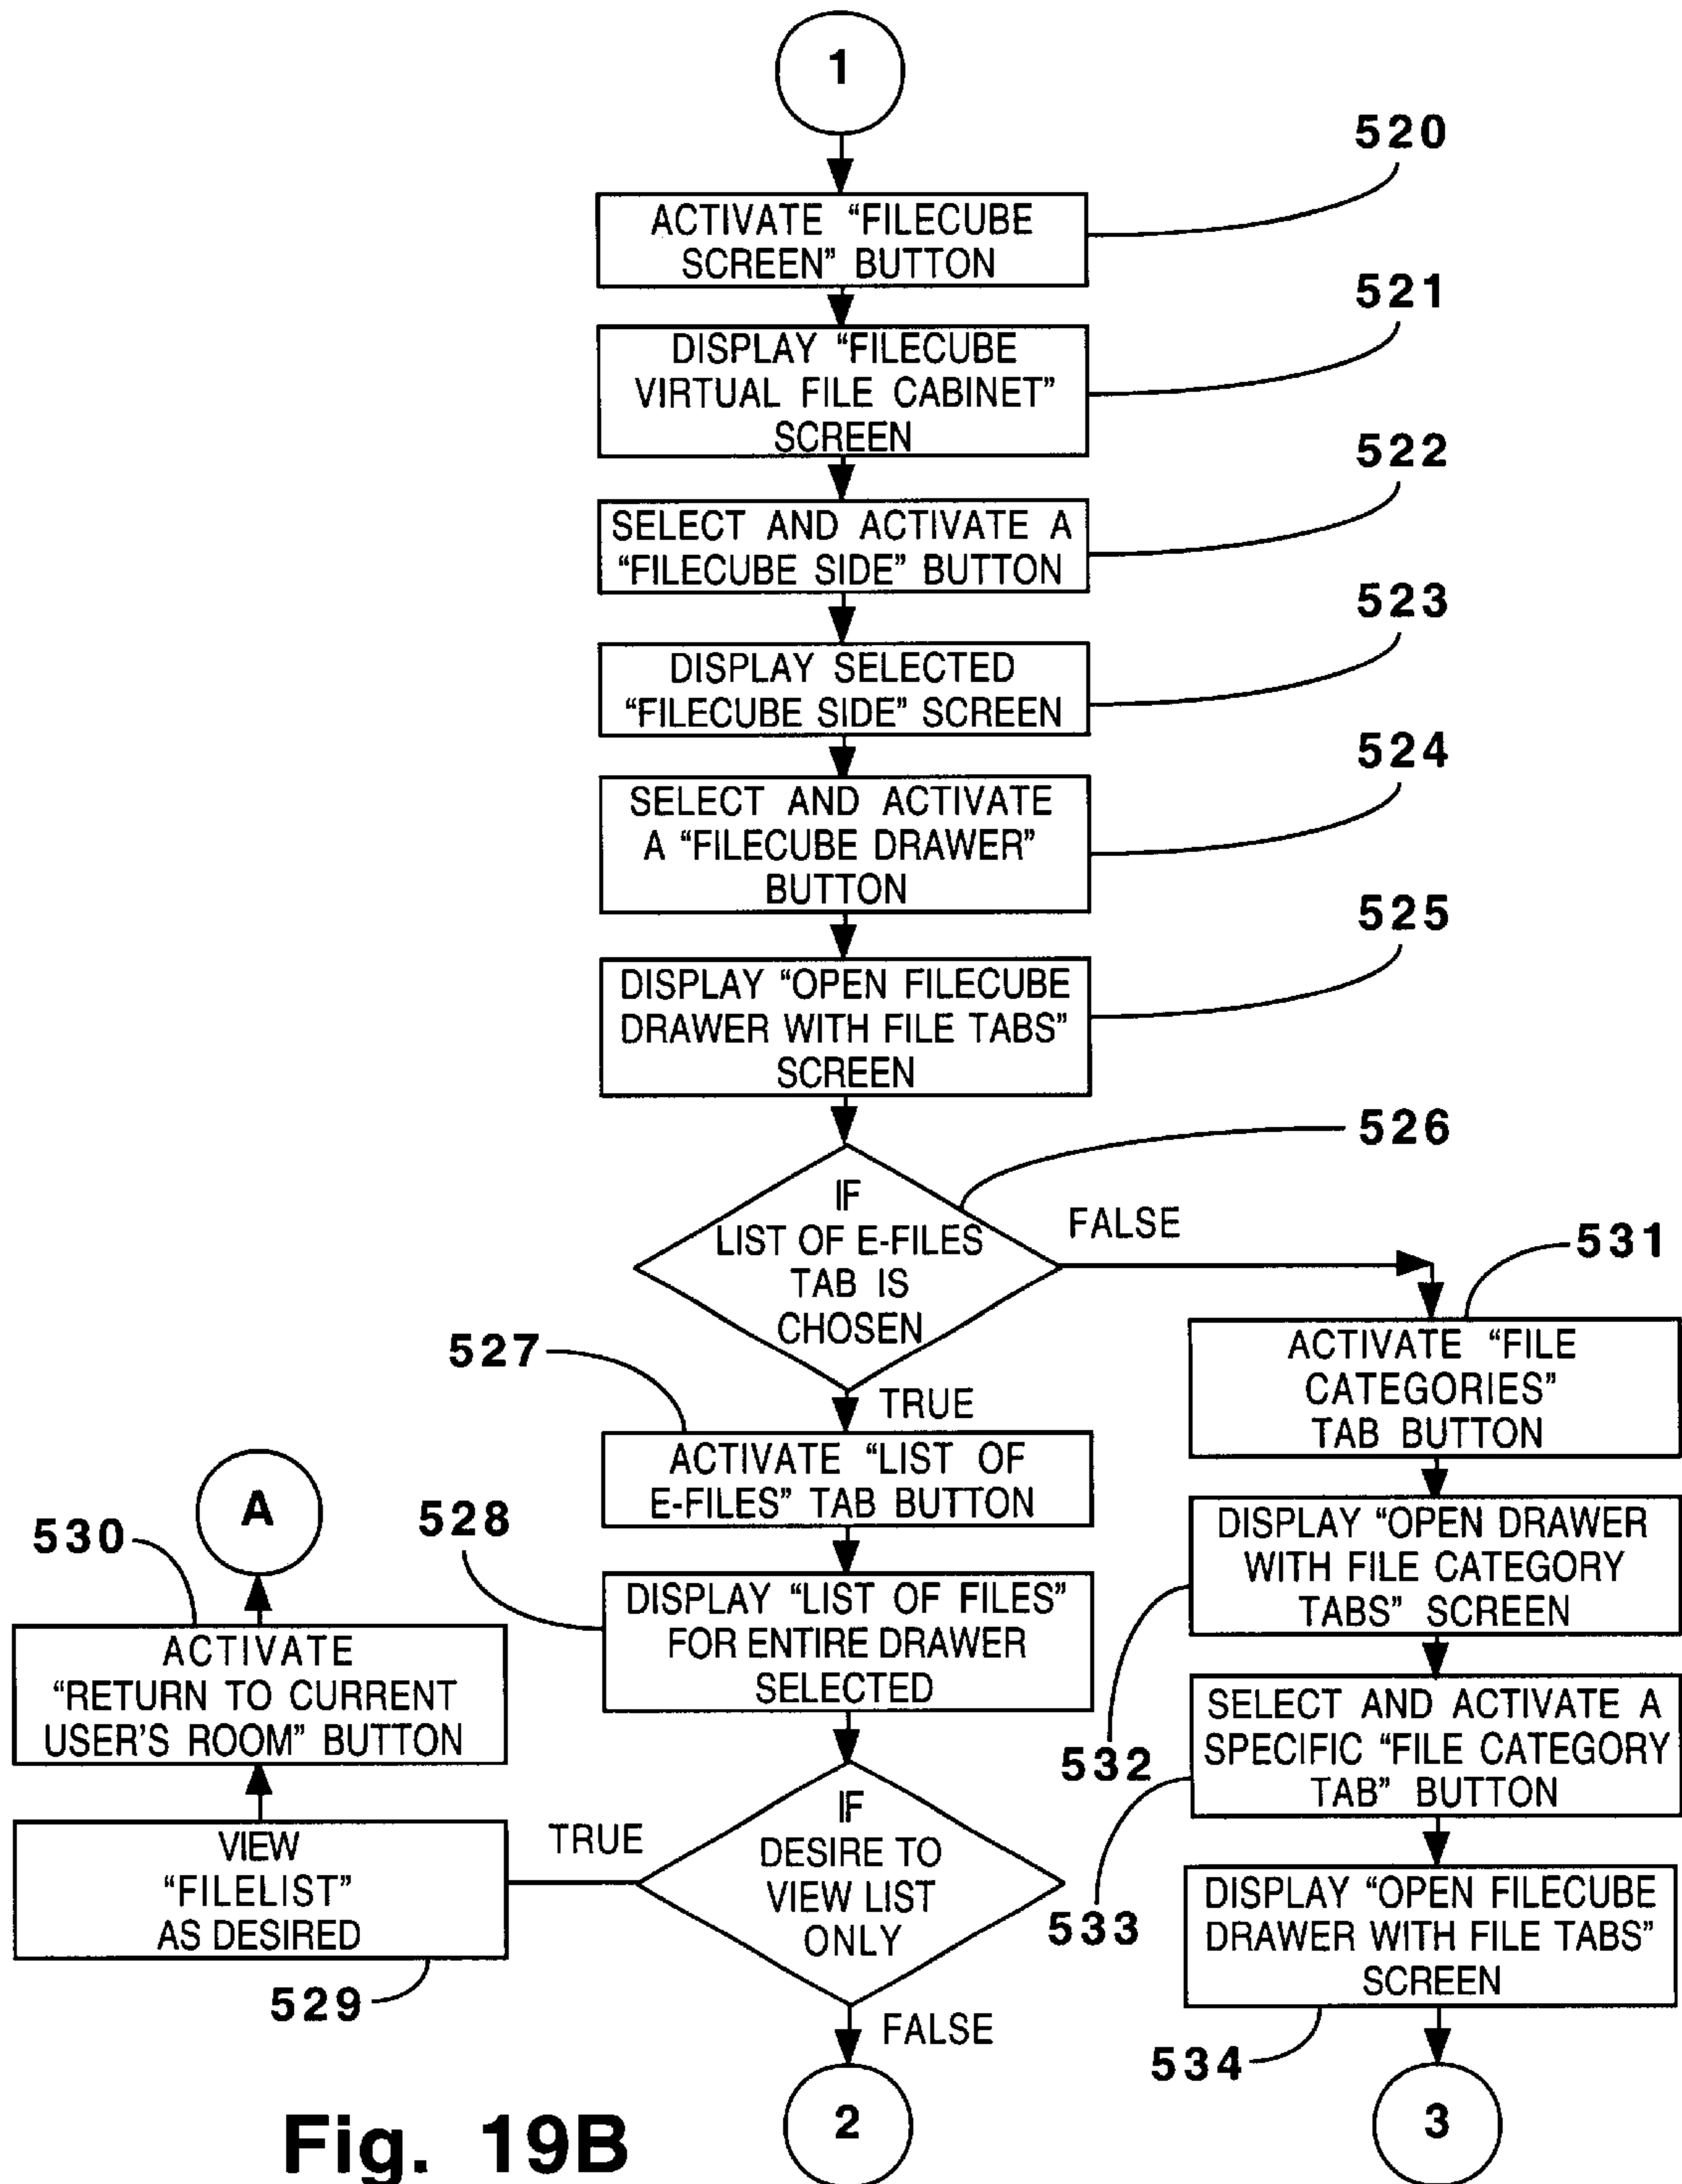 1
520
ACTIVATE “FILECUBE
SCREEN” BUTTON
521
DISPLAY “FILECUBE
VIRTUAL FILE CABINET”
SCREEN
522
SELECT AND ACTIVATE A
“FILECUBE SIDE” BUTTON
523
DISPLAY SELECTED
“FILECUBE SIDE” SCREEN
524
SELECT AND ACTIVATE
A “FILECUBE DRAWER”
BUTTON
525
DISPLAY “OPEN FILECUBE
DRAWER WITH FILE TABS”
SCREEN
526
IF
LIST OF E-FILES
TAB IS
CHOSEN
FALSE
531
ACTIVATE “FILE
CATEGORIES”
TAB BUTTON
527
TRUE
ACTIVATE “LIST OF
E-FILES” TAB BUTTON
A
530
528
DISPLAY “OPEN DRAWER
WITH FILE CATEGORY
TABS” SCREEN
532
DISPLAY “LIST OF FILES”
FOR ENTIRE DRAWER
SELECTED
ACTIVATE
“RETURN TO CURRENT
USER'S ROOM” BUTTON
SELECT AND ACTIVATE A
SPECIFIC “FILE CATEGORY
TAB” BUTTON
533
IF
DESIRE TO
VIEW LIST
ONLY
TRUE
VIEW
“FILELIST”
AS DESIRED
529
DISPLAY “OPEN FILECUBE
DRAWER WITH FILE TABS”
SCREEN
534
FALSE
2
3
Fig. 19B